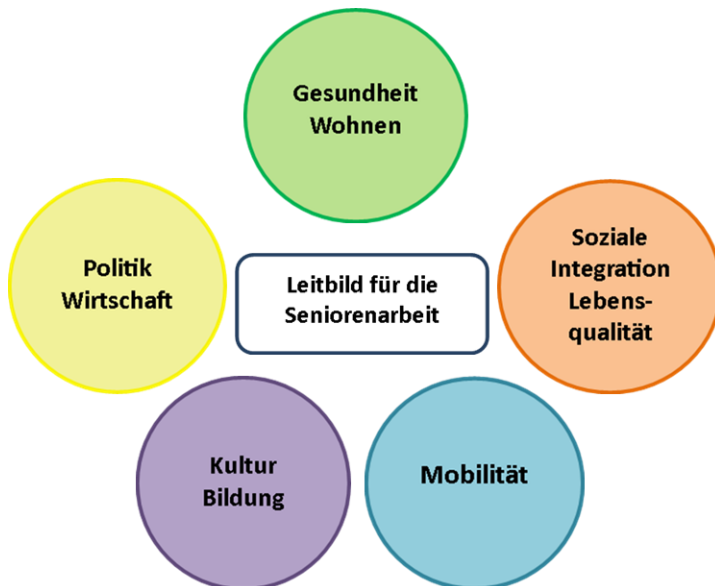 Gesundheit
Wohnen
Politik
Wirtschaft
Leitbild für die
Seniorenarbeit
Soziale
Integration
Lebens-
qualität
Kultur
Bildung
Mobilität